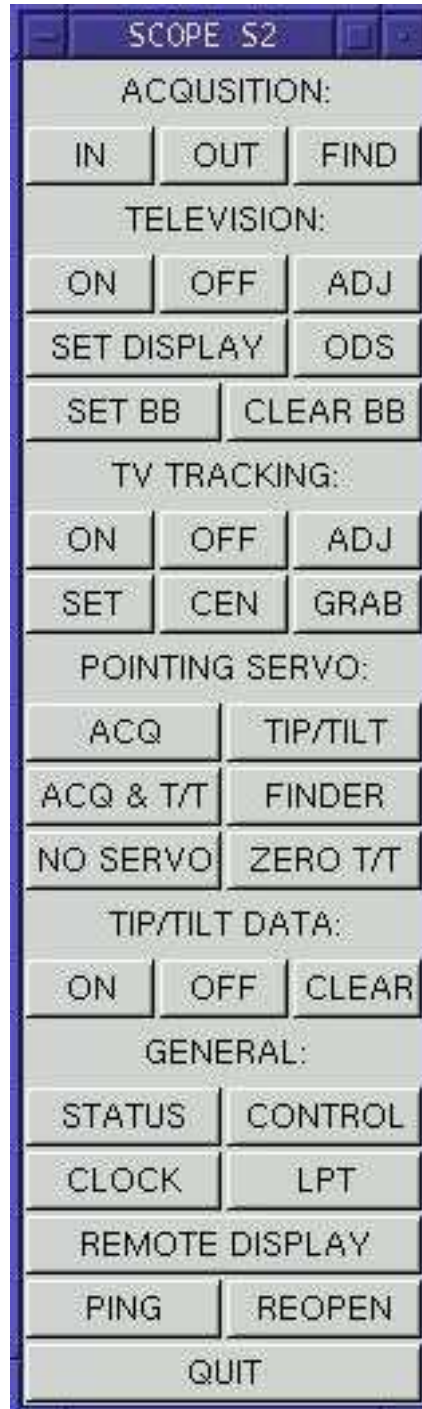 SCOPE S2
ACQUSITION:
IN OUT FIND
TELEVISION:
ON OFF ADJ
SET DISPLAY ODS
SET BB CLEAR BB
TV TRACKING:
ON OFF ADJ
SET CEN GRAB
POINTING SERVO:
ACQ TIP/TILT
ACQ & T/T FINDER
NO SERVO ZERO T/T
TIP/TILT DATA:
ON OFF CLEAR
GENERAL:
STATUS CONTROL
CLOCK LPT
REMOTE DISPLAY
PING REOPEN
QUIT